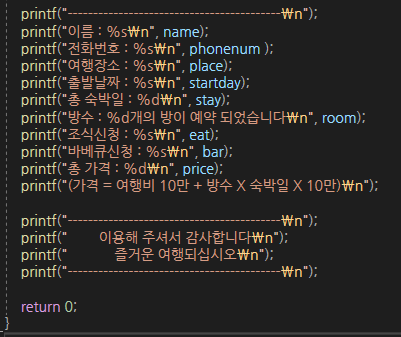 printf("-----------------------------------------₩n");
printf("이름 : %s₩n", name);
printf("전화번호 : %s₩n", phonenum );
printf("여행장소 : %s₩n", place);
printf("출발날짜 : %s₩n", startday);
printf("총 숙박일 : %d₩n", stay);
printf("방수 : %d개의 방이 예약 되었습니다₩n", room);
printf("조식신청 : %s₩n", eat);
printf("바베큐신청 : %s₩n", bar);
printf("총 가격 : %d₩n", price);
printf("(가격 = 여행비 10만 + 방수 X 숙박일 X 10만)₩n");
printf("-----------------------------------------₩n");
printf("        이용해 주셔서 감사합니다₩n");
printf("            즐거운 여행되십시오₩n");
printf("-----------------------------------------₩n");
return 0;
}